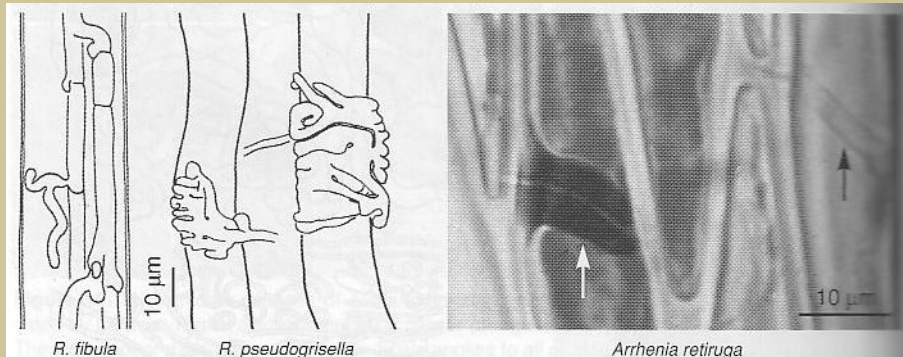 10 µm
10 µm
R. fibula
R. pseudogrisella
Arrhenia retiruga